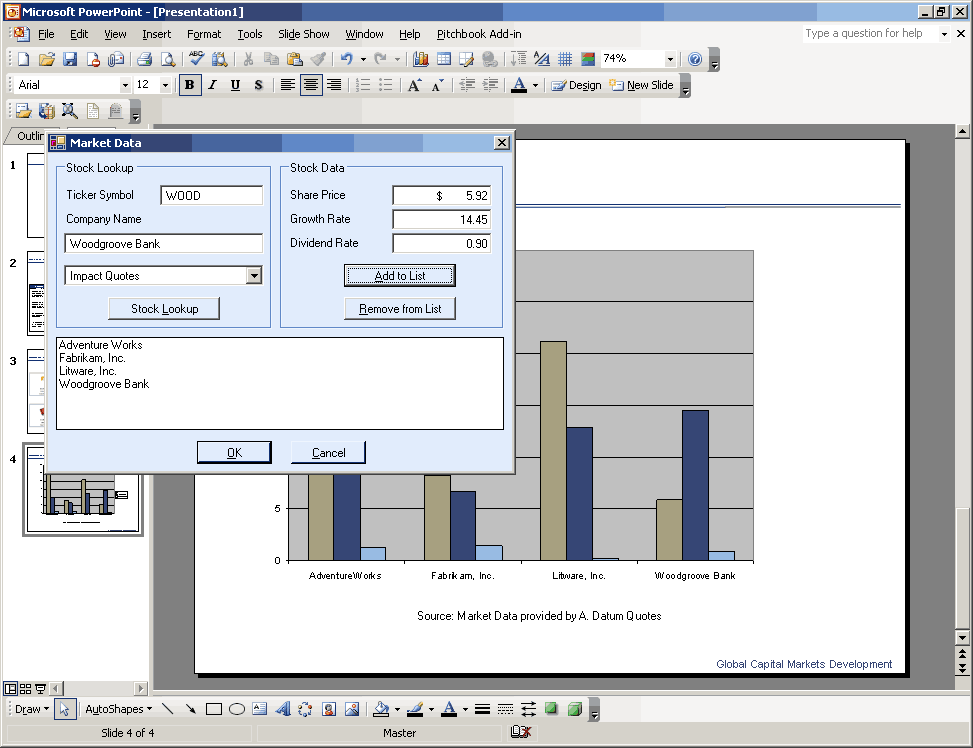 Microsoft PowerPoint - [Presentation1]
File Edit View Insert Format Tools Slide Show Window Help Pitchbook Add-in Type a question for help
74%
Arial 12 B I U S A A A Design New Slide
Outlin
Market Data
Stock Lookup
Ticker Symbol WOOD
Company Name
Woodgroove Bank
Impact Quotes
Stock Lookup
Stock Data
Share Price $ 5.92
Growth Rate 14.45
Dividend Rate 0.90
Add to List
Remove from List
Adventure Works
Fabrikam, Inc.
Litware, Inc.
Woodgroove Bank
OK Cancel
1
2
3
4
5
0
AdventureWorks Fabrikam, Inc. Litware, Inc. Woodgroove Bank
Source: Market Data provided by A. Datum Quotes
Global Capital Markets Development
Draw AutoShapes
Slide 4 of 4 Master